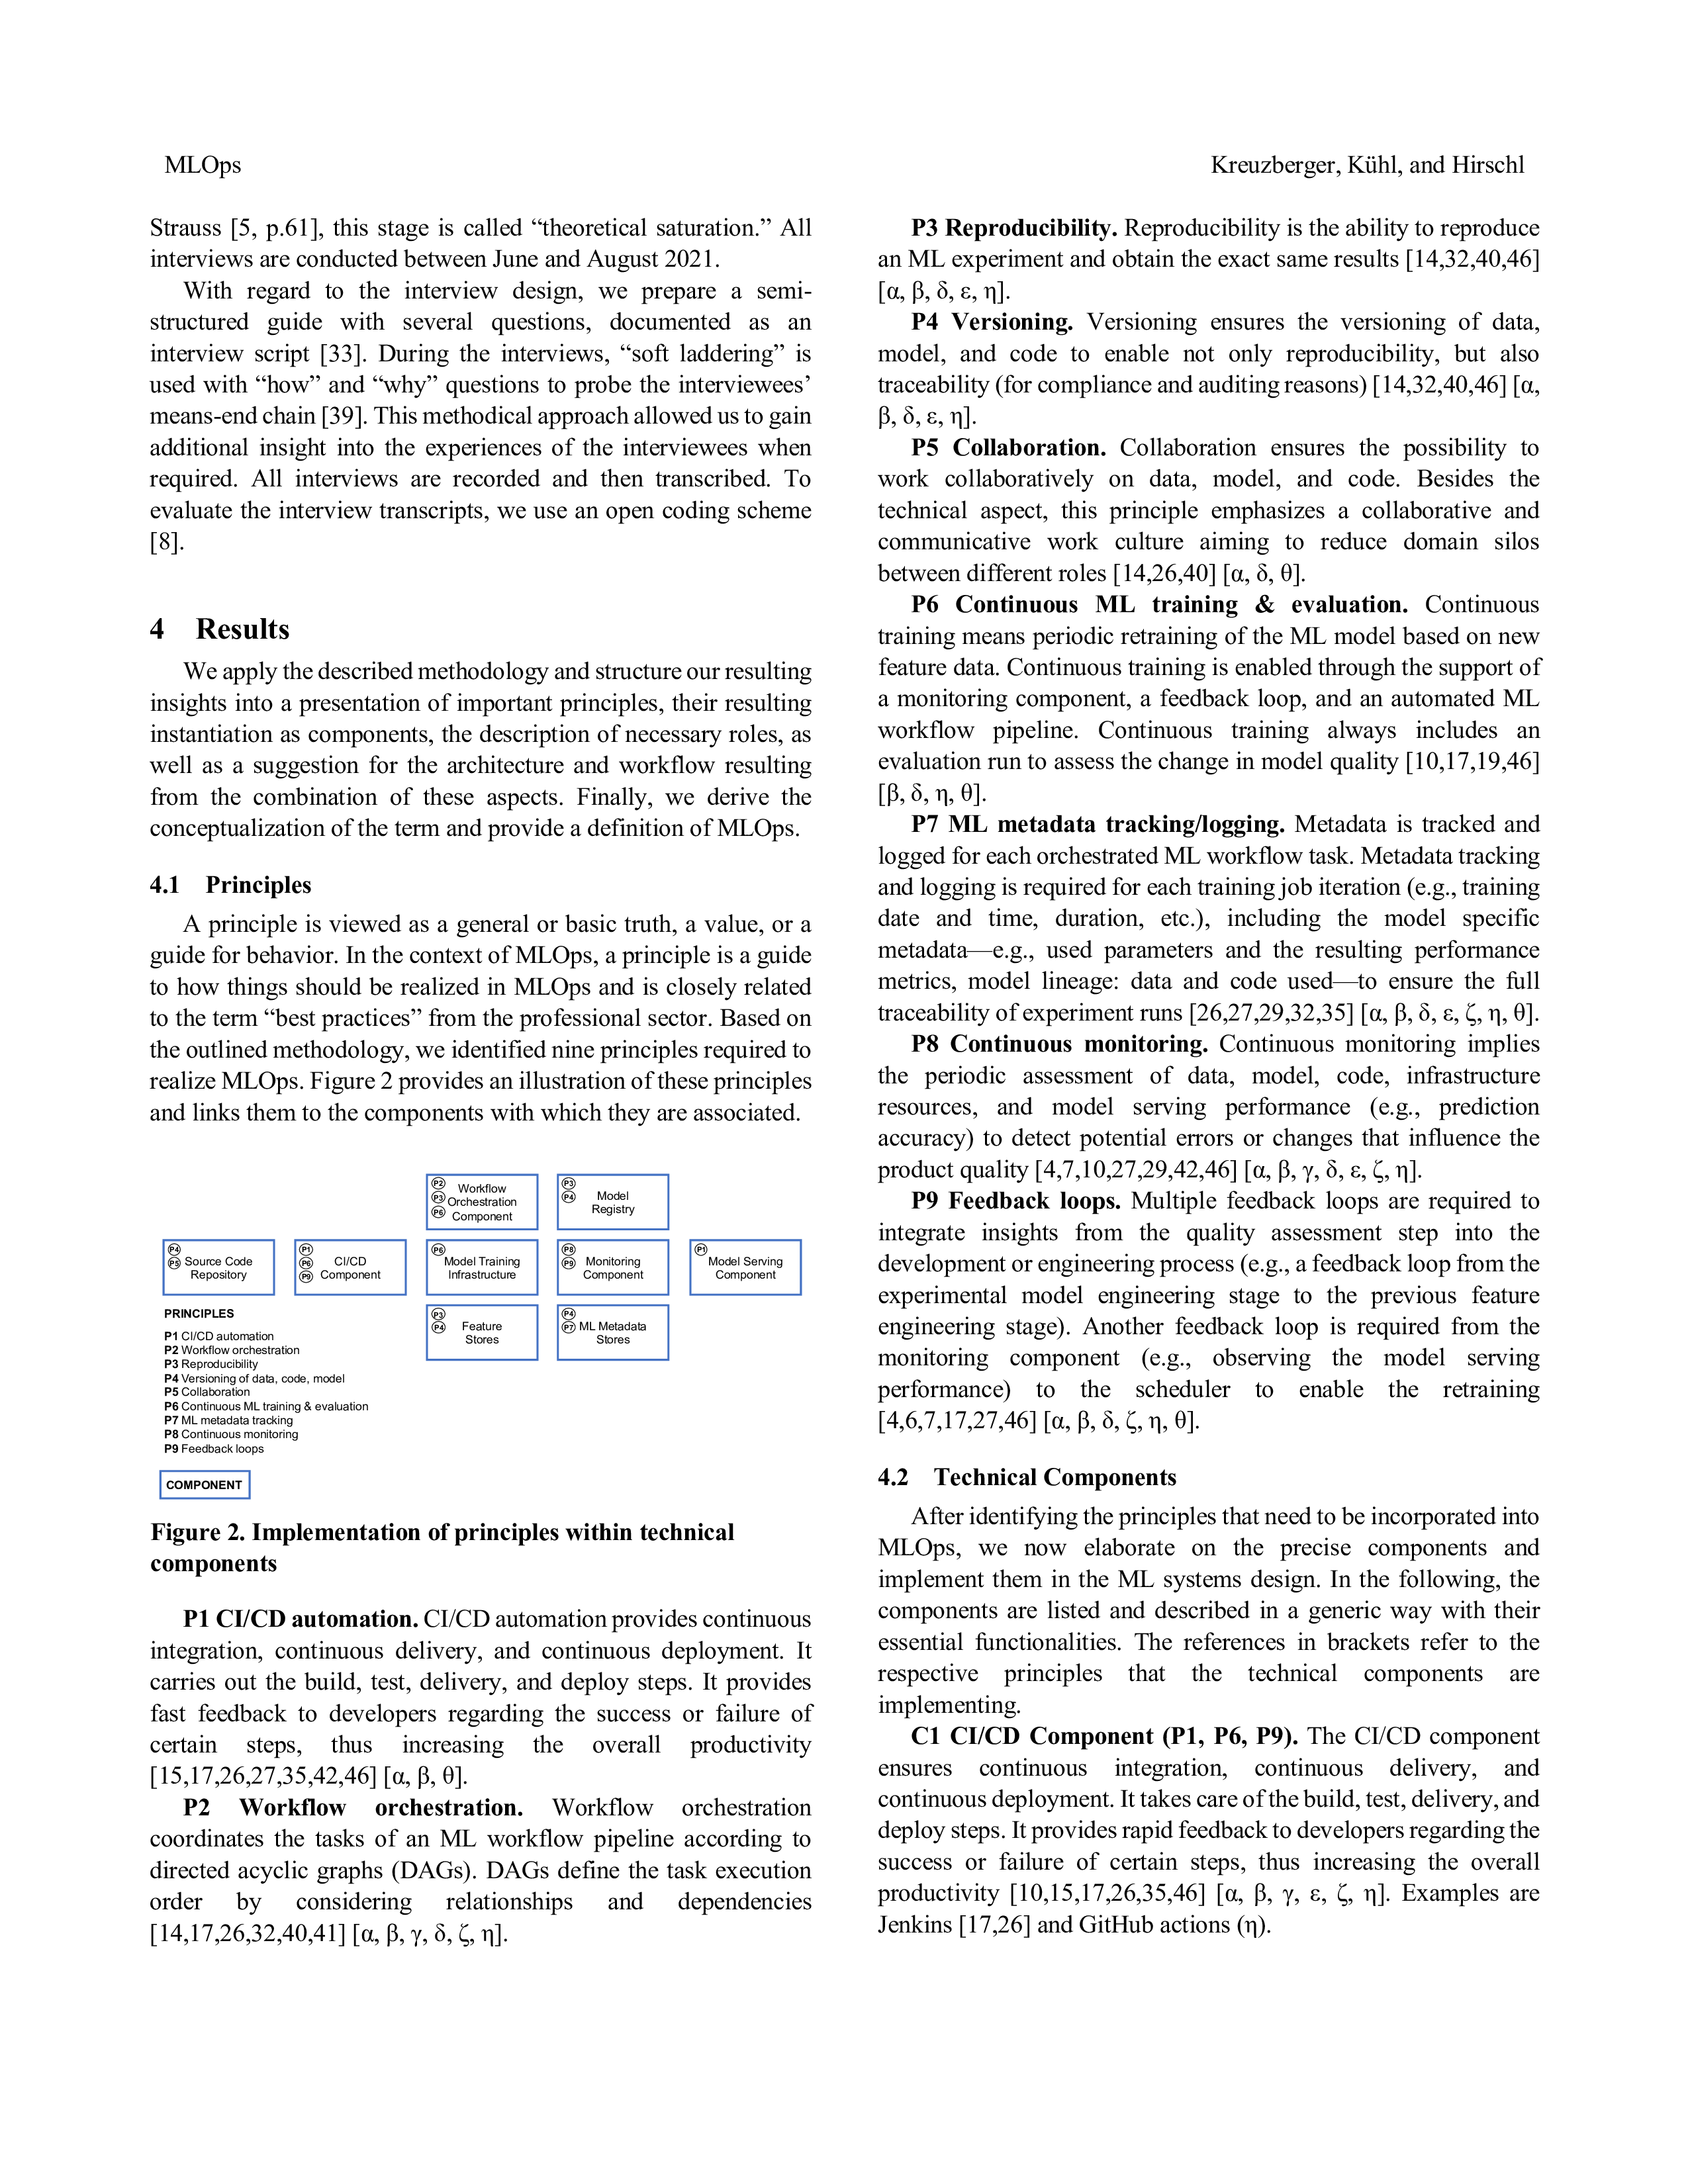 MLOps
Kreuzberger, Kühl, and Hirschl
Strauss [5, p.61], this stage is called “theoretical saturation.” All
interviews are conducted between June and August 2021.
With regard to the interview design, we prepare a semi-
structured guide with several questions, documented as an
interview script [33]. During the interviews, “soft laddering” is
used with “how” and “why” questions to probe the interviewees’
means-end chain [39]. This methodical approach allowed us to gain
additional insight into the experiences of the interviewees when
required. All interviews are recorded and then transcribed. To
evaluate the interview transcripts, we use an open coding scheme
[8].
4 Results
We apply the described methodology and structure our resulting
insights into a presentation of important principles, their resulting
instantiation as components, the description of necessary roles, as
well as a suggestion for the architecture and workflow resulting
from the combination of these aspects. Finally, we derive the
conceptualization of the term and provide a definition of MLOps.
4.1 Principles
A principle is viewed as a general or basic truth, a value, or a
guide for behavior. In the context of MLOps, a principle is a guide
to how things should be realized in MLOps and is closely related
to the term “best practices” from the professional sector. Based on
the outlined methodology, we identified nine principles required to
realize MLOps. Figure 2 provides an illustration of these principles
and links them to the components with which they are associated.
P2
P3
P6
Workflow
Orchestration
Component
P3
P4
Model
Registry
P4
P5
Source Code
Repository
P1
P6
P9
CI/CD
Component
P6
Model Training
Infrastructure
P8
P9
Monitoring
Component
P1
Model Serving
Component
P3
P4
Feature
Stores
P4
P7
ML Metadata
Stores
PRINCIPLES
P1 CI/CD automation
P2 Workflow orchestration
P3 Reproducibility
P4 Versioning of data, code, model
P5 Collaboration
P6 Continuous ML training & evaluation
P7 ML metadata tracking
P8 Continuous monitoring
P9 Feedback loops
COMPONENT
Figure 2. Implementation of principles within technical
components
P1 CI/CD automation. CI/CD automation provides continuous
integration, continuous delivery, and continuous deployment. It
carries out the build, test, delivery, and deploy steps. It provides
fast feedback to developers regarding the success or failure of
certain steps, thus increasing the overall productivity
[15,17,26,27,35,42,46] [α, β, θ].
P2 Workflow orchestration. Workflow orchestration
coordinates the tasks of an ML workflow pipeline according to
directed acyclic graphs (DAGs). DAGs define the task execution
order by considering relationships and dependencies
[14,17,26,32,40,41] [α, β, γ, δ, ζ, η].
P3 Reproducibility. Reproducibility is the ability to reproduce
an ML experiment and obtain the exact same results [14,32,40,46]
[α, β, δ, ε, η].
P4 Versioning. Versioning ensures the versioning of data,
model, and code to enable not only reproducibility, but also
traceability (for compliance and auditing reasons) [14,32,40,46] [α,
β, δ, ε, η].
P5 Collaboration. Collaboration ensures the possibility to
work collaboratively on data, model, and code. Besides the
technical aspect, this principle emphasizes a collaborative and
communicative work culture aiming to reduce domain silos
between different roles [14,26,40] [α, δ, θ].
P6 Continuous ML training & evaluation. Continuous
training means periodic retraining of the ML model based on new
feature data. Continuous training is enabled through the support of
a monitoring component, a feedback loop, and an automated ML
workflow pipeline. Continuous training always includes an
evaluation run to assess the change in model quality [10,17,19,46]
[β, δ, η, θ].
P7 ML metadata tracking/logging. Metadata is tracked and
logged for each orchestrated ML workflow task. Metadata tracking
and logging is required for each training job iteration (e.g., training
date and time, duration, etc.), including the model specific
metadata—e.g., used parameters and the resulting performance
metrics, model lineage: data and code used—to ensure the full
traceability of experiment runs [26,27,29,32,35] [α, β, δ, ε, ζ, η, θ].
P8 Continuous monitoring. Continuous monitoring implies
the periodic assessment of data, model, code, infrastructure
resources, and model serving performance (e.g., prediction
accuracy) to detect potential errors or changes that influence the
product quality [4,7,10,27,29,42,46] [α, β, γ, δ, ε, ζ, η].
P9 Feedback loops. Multiple feedback loops are required to
integrate insights from the quality assessment step into the
development or engineering process (e.g., a feedback loop from the
experimental model engineering stage to the previous feature
engineering stage). Another feedback loop is required from the
monitoring component (e.g., observing the model serving
performance) to the scheduler to enable the retraining
[4,6,7,17,27,46] [α, β, δ, ζ, η, θ].
4.2 Technical Components
After identifying the principles that need to be incorporated into
MLOps, we now elaborate on the precise components and
implement them in the ML systems design. In the following, the
components are listed and described in a generic way with their
essential functionalities. The references in brackets refer to the
respective principles that the technical components are
implementing.
C1 CI/CD Component (P1, P6, P9). The CI/CD component
ensures continuous integration, continuous delivery, and
continuous deployment. It takes care of the build, test, delivery, and
deploy steps. It provides rapid feedback to developers regarding the
success or failure of certain steps, thus increasing the overall
productivity [10,15,17,26,35,46] [α, β, γ, ε, ζ, η]. Examples are
Jenkins [17,26] and GitHub actions (η).